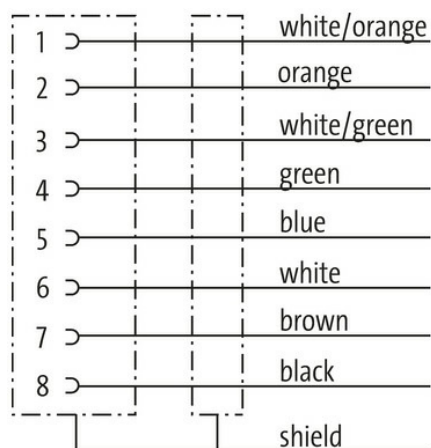 1 white/orange
2 orange
3 white/green
4 green
5 blue
6 white
7 brown
8 black
shield